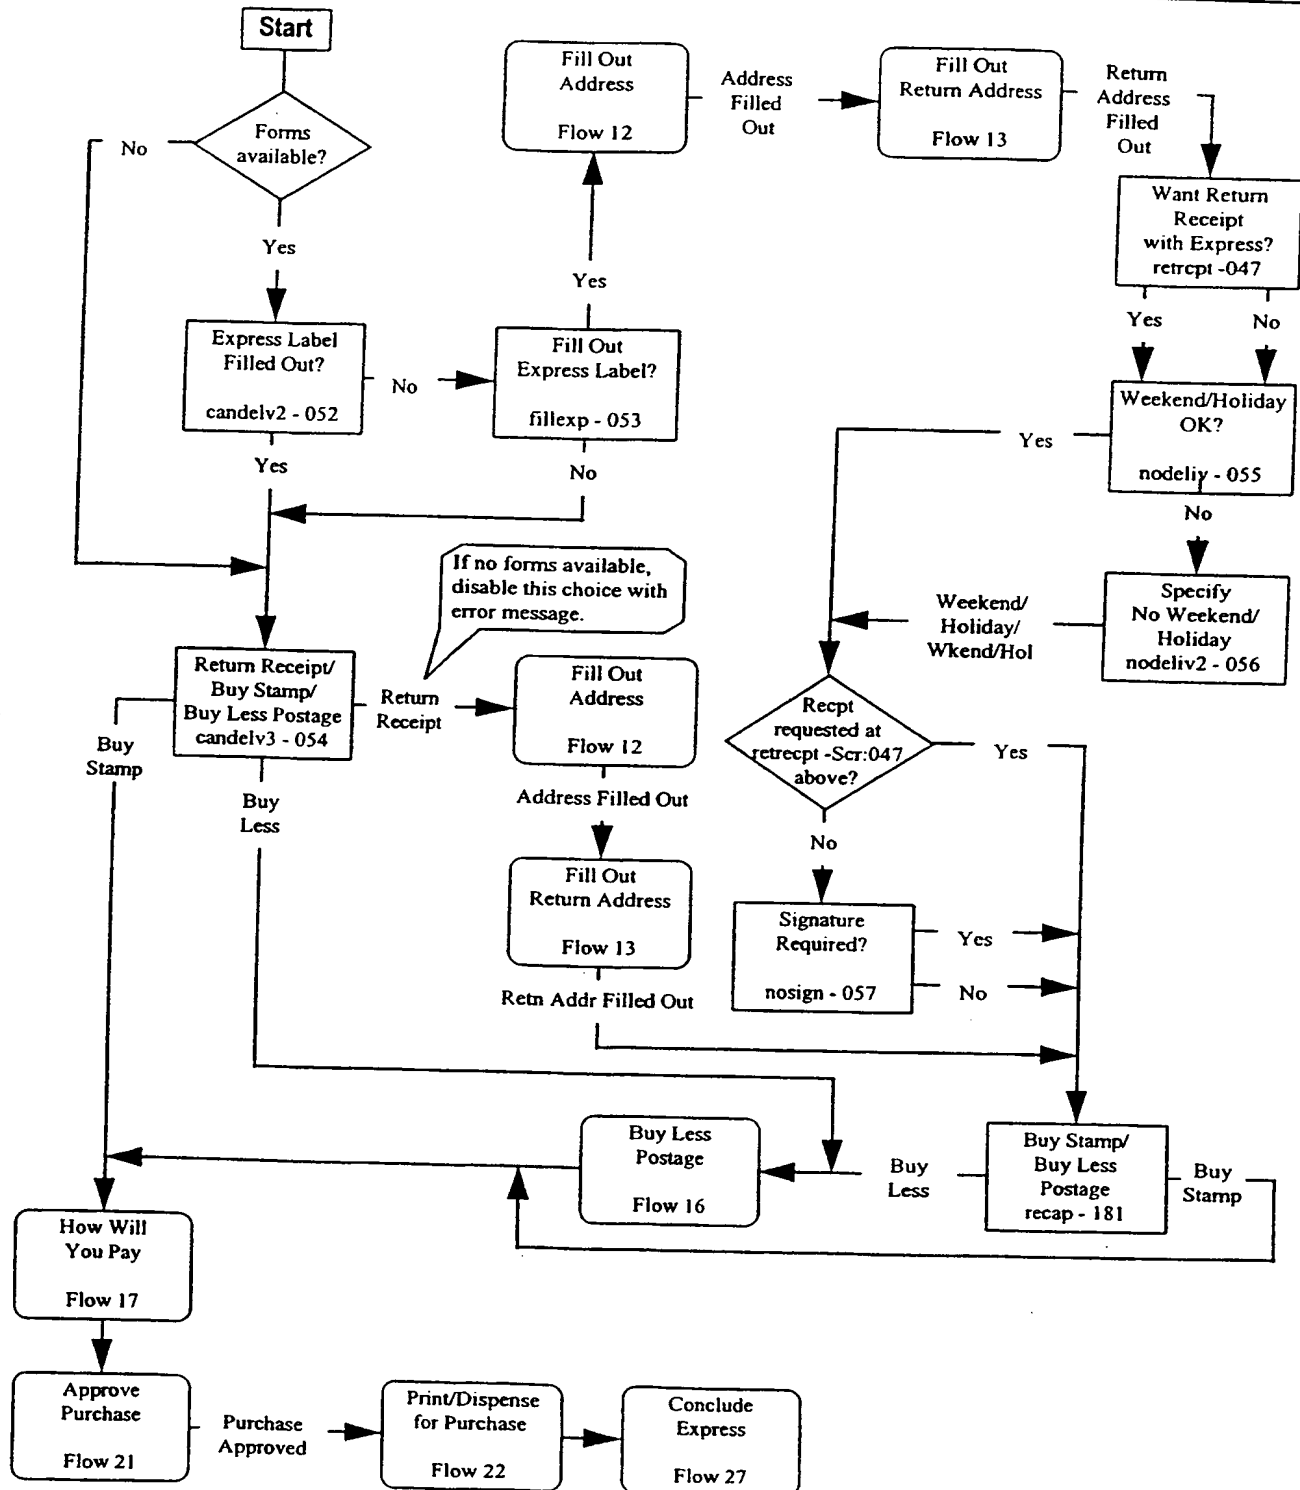 Start
Forms
available?
No
Yes
Fill Out
Address
Flow 12
Address
Filled
Out
Fill Out
Return Address
Flow 13
Return
Address
Filled
Out
Want Return
Receipt
with Express?
retrcpt -047
Yes
No
Express Label
Filled Out?
candelv2 - 052
No
Yes
Fill Out
Express Label?
fillexp - 053
Yes
No
Weekend/Holiday
OK?
nodeliv - 055
Yes
No
Specify
No Weekend/
Holiday
nodeliv2 - 056
Weekend/
Holiday/
Wkend/Hol
If no forms available,
disable this choice with
error message.
Return Receipt/
Buy Stamp/
Buy Less Postage
candelv3 - 054
Return
Receipt
Buy
Stamp
Buy
Less
Fill Out
Address
Flow 12
Address Filled Out
Fill Out
Return Address
Flow 13
Retn Addr Filled Out
Recpt
requested at
retrecpt -Scr:047
above?
Yes
No
Signature
Required?
nosign - 057
Yes
No
Buy Stamp/
Buy Less
Postage
recap - 181
Buy
Less
Buy
Stamp
Buy Less
Postage
Flow 16
How Will
You Pay
Flow 17
Approve
Purchase
Flow 21
Purchase
Approved
Print/Dispense
for Purchase
Flow 22
Conclude
Express
Flow 27